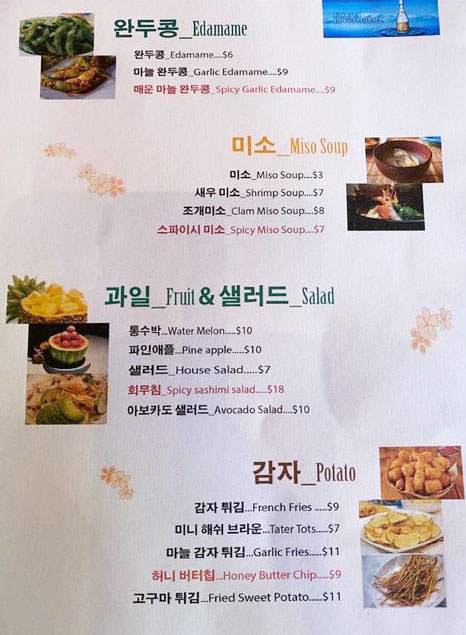 완두콩_Edamame
완두콩_Edamame....$6
마늘 완두콩_Garlic Edamame....$9
매운 마늘 완두콩_Spicy Garlic Edamame....$9
미소_Miso Soup
미소_Miso Soup....$3
새우 미소_Shrimp Soup....$7
조개미소_Clam Miso Soup....$8
스파이시 미소_Spicy Miso Soup....$7
과일_Fruit & 샐러드_Salad
통수박...Water Melon.....$10
파인애플...Pine apple.....$10
샐러드_House Salad.....$7
회무침_Spicy sashimi salad.....$18
아보카도 샐러드_Avocado Salad....$10
감자_Potato
감자 튀김...French Fries .....$9
미니 해쉬 브라운...Tater Tots.....$7
마늘 감자 튀김...Garlic Fries.....$11
허니 버터칩...Honey Butter Chip.....$9
고구마 튀김...Fried Sweet Potato.....$11